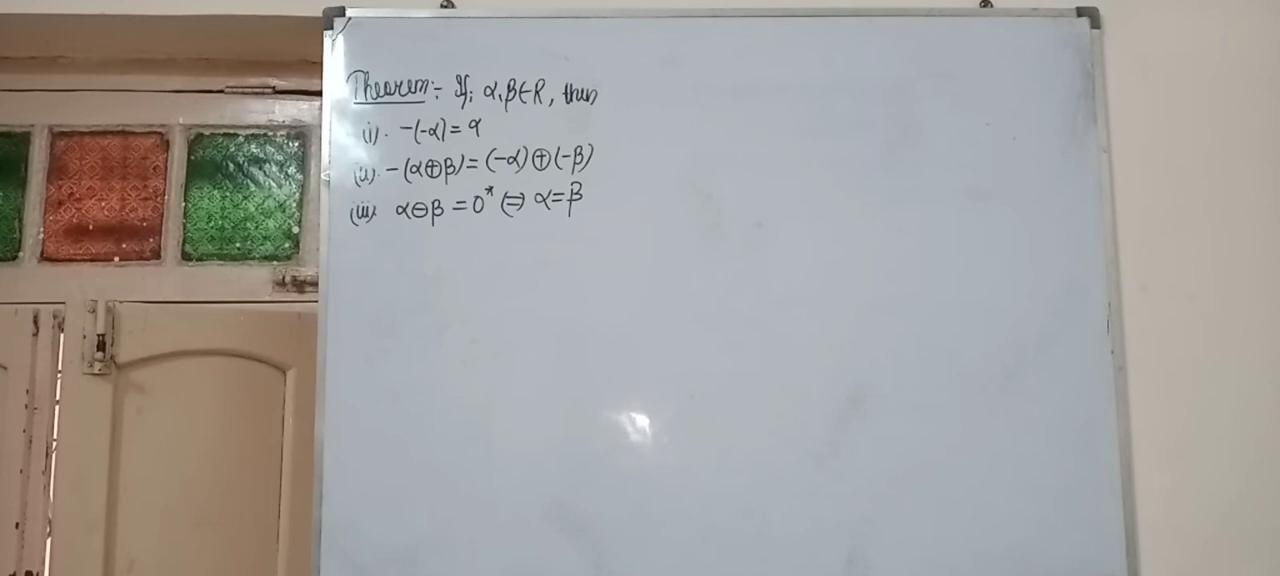 Theorem:- If, α,β∈R, then
(i). -(-α)=α
(ii). -(α⊕β)=(-α)⊕(-β)
(iii). α⊖β=0* ⇔ α=β